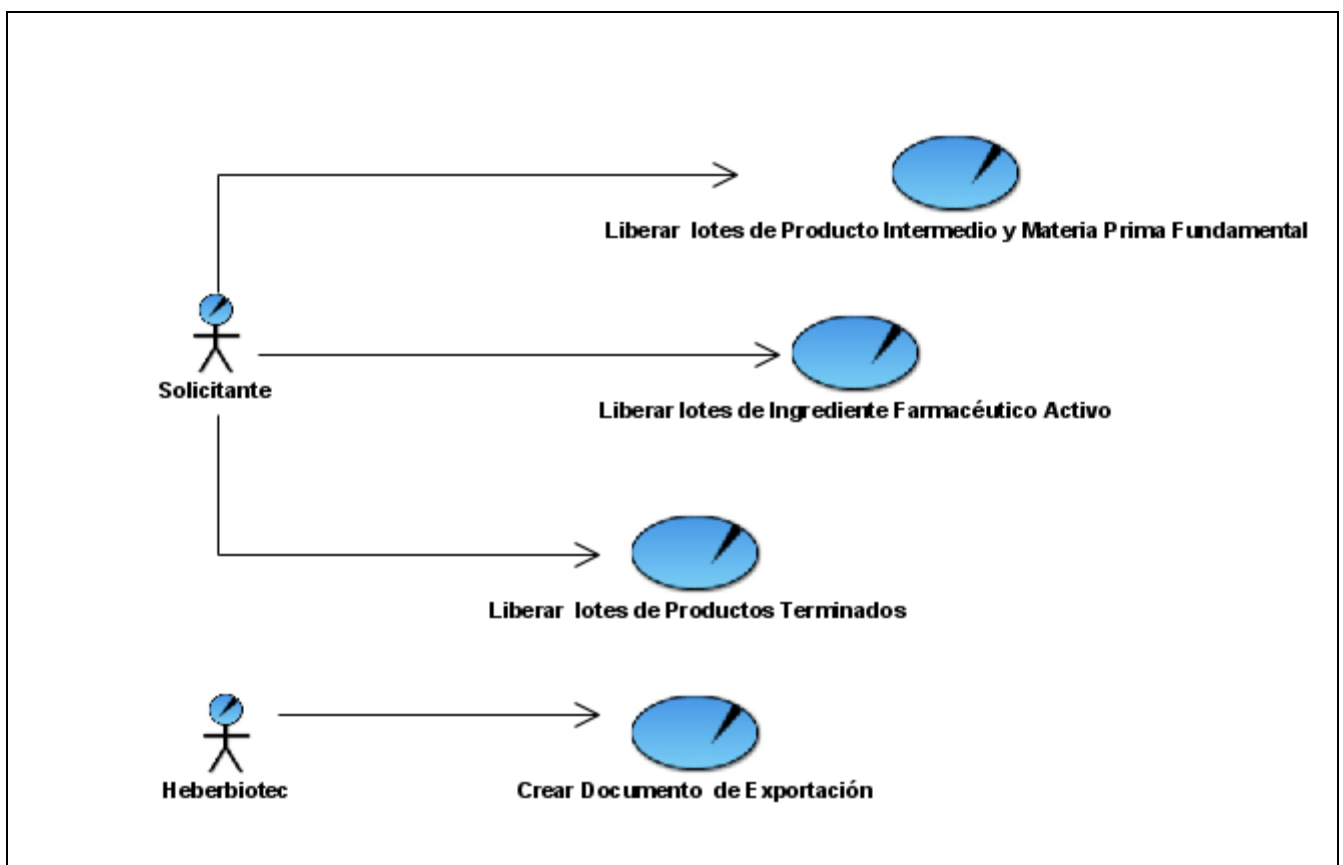 Liberar lotes de Producto Intermedio y Materia Prima Fundamental
Solicitante
Liberar lotes de Ingrediente Farmacéutico Activo
Liberar lotes de Productos Terminados
Heberbiotec
Crear Documento de Exportación